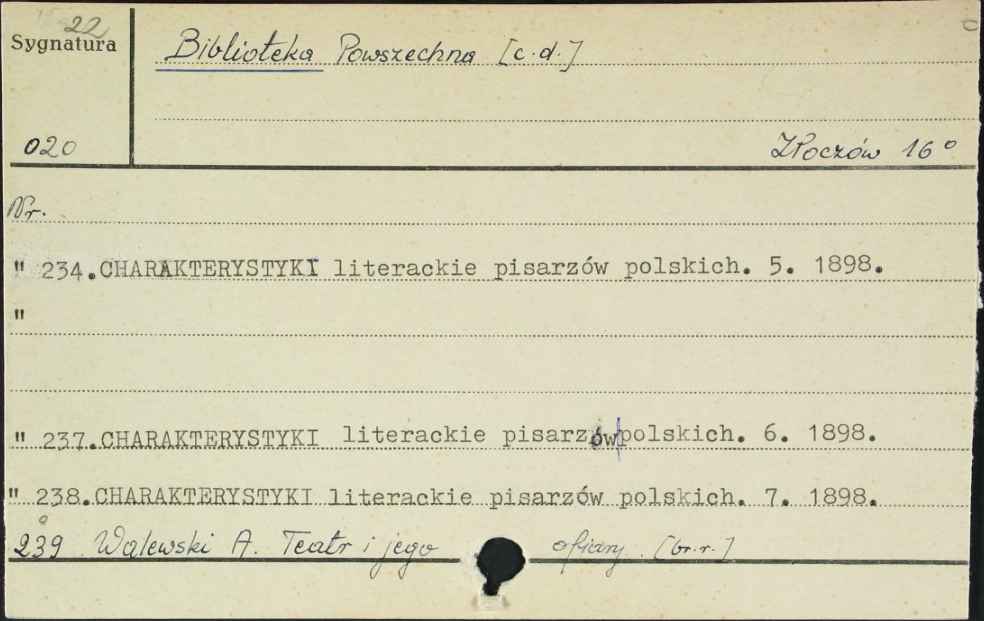 22
Sygnatura
Biblioteka Powszechna [c.d.]
020
Złoczów 16°
Nr.
" 234. CHARAKTERYSTYKI literackie pisarzów polskich. 5. 1898.
"
" 237. CHARAKTERYSTYKI literackie pisarzów polskich. 6. 1898.
" 238. CHARAKTERYSTYKI literackie pisarzów polskich. 7. 1898.
239 Walewski A. Teatr i jego ofiary. [br.r.]